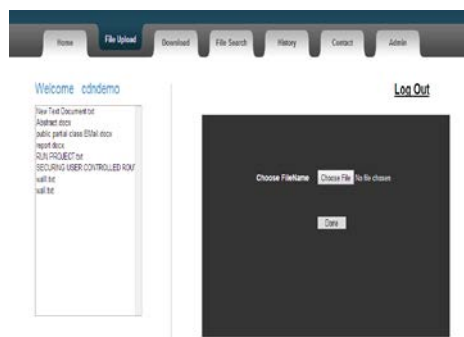 Home File Upload Download File Search History Contact Admin
Welcome cdndemo
Log Out
New Text Document.txt
Abstract.docx
public partial class EMail.docx
report.docx
RUN PROJECT.txt
SECURING USER CONTROLLED ROUT
wall.txt
wall.txt
Choose FileName Choose File No file chosen
Done